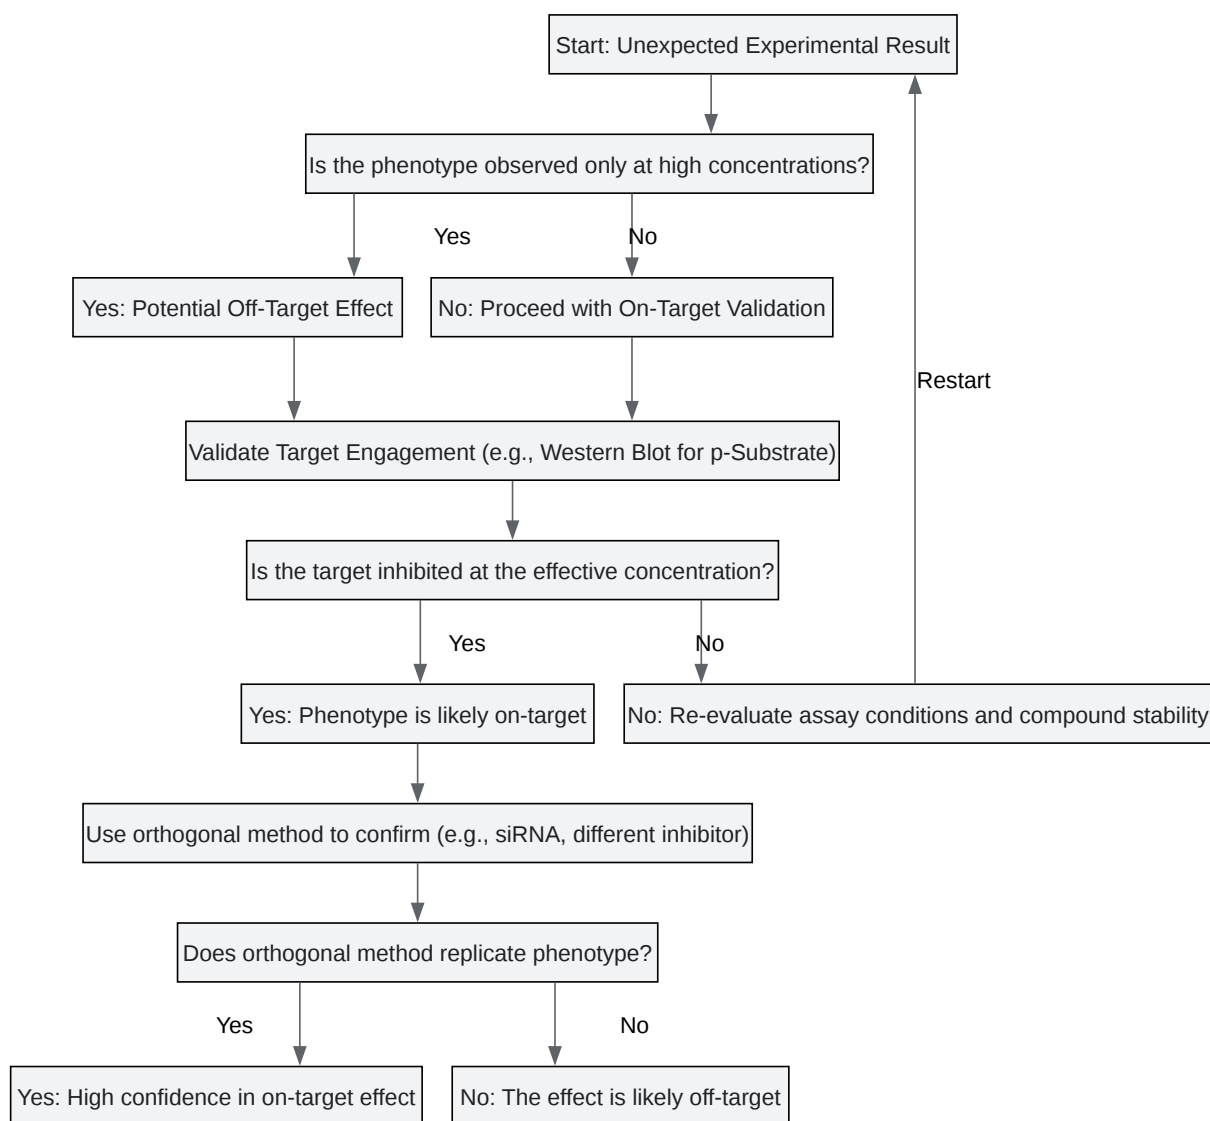 Start: Unexpected Experimental Result
Is the phenotype observed only at high concentrations?
Yes
No
Yes: Potential Off-Target Effect
No: Proceed with On-Target Validation
Restart
Validate Target Engagement (e.g., Western Blot for p-Substrate)
Is the target inhibited at the effective concentration?
Yes
No
Yes: Phenotype is likely on-target
No: Re-evaluate assay conditions and compound stability
Use orthogonal method to confirm (e.g., siRNA, different inhibitor)
Does orthogonal method replicate phenotype?
Yes
No
Yes: High confidence in on-target effect
No: The effect is likely off-target